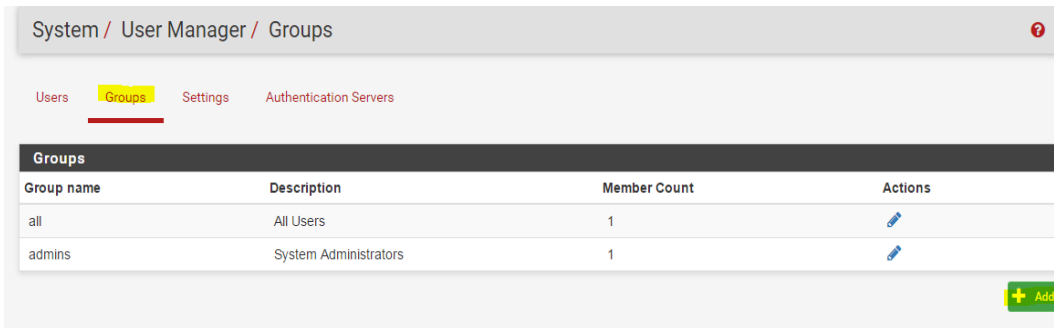 System / User Manager / Groups
Users Groups Settings Authentication Servers
Groups
Group name Description Member Count Actions
all All Users 1
admins System Administrators 1
Add